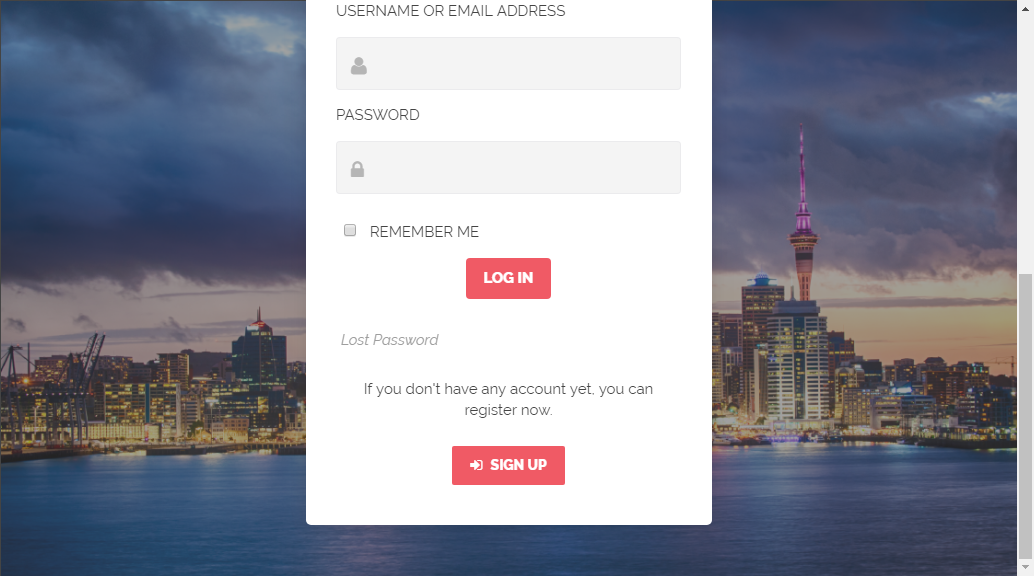 USERNAME OR EMAIL ADDRESS
PASSWORD
REMEMBER ME
LOG IN
Lost Password
If you don't have any account yet, you can
register now.
SIGN UP